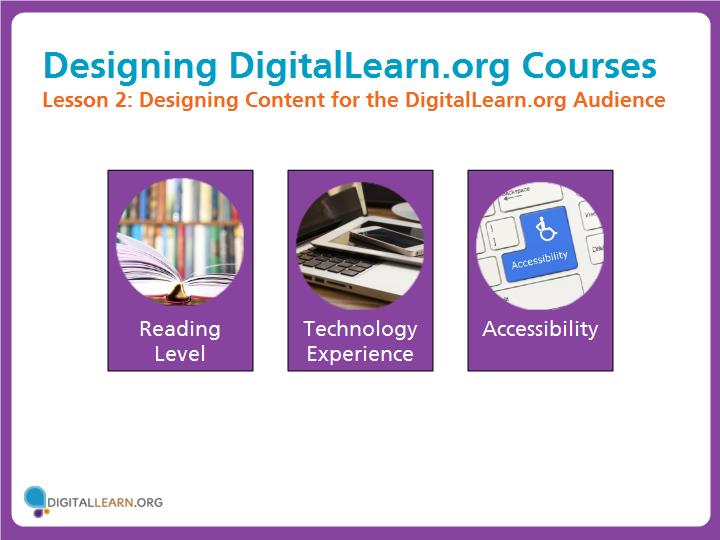 Designing DigitalLearn.org Courses
Lesson 2: Designing Content for the DigitalLearn.org Audience
Backspace
Accessibility
Reading
Level
Technology
Experience
Accessibility
DIGITALLEARN.ORG